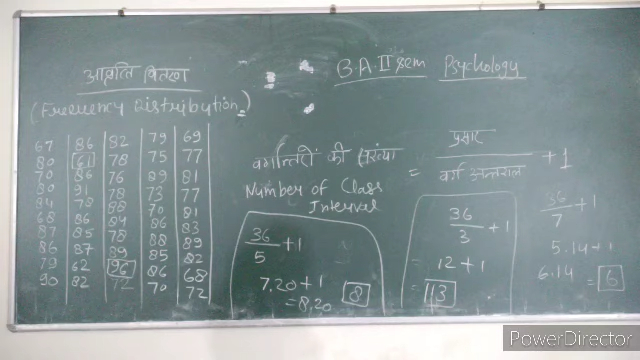 आवृत्ति वितरण
(Frequency Distribution)
B.A. II sem Psychology
67 86 82 79 69
80 61 78 75 77
70 86 76 89 81
80 91 78 73 77
84 78 88 70 81
68 86 84 86 83
87 85 78 88 89
86 87 89 85 82
79 62 96 86 68
90 82 72 70 72
वर्गान्तरों की संख्या = प्रसार / वर्ग अन्तराल + 1
Number of Class
Interval
36/5 + 1
7.20 + 1
= 8.20 8
36/3 + 1
= 12 + 1
= 13
36/7 + 1
5.14 + 1
6.14 = 6
PowerDirector